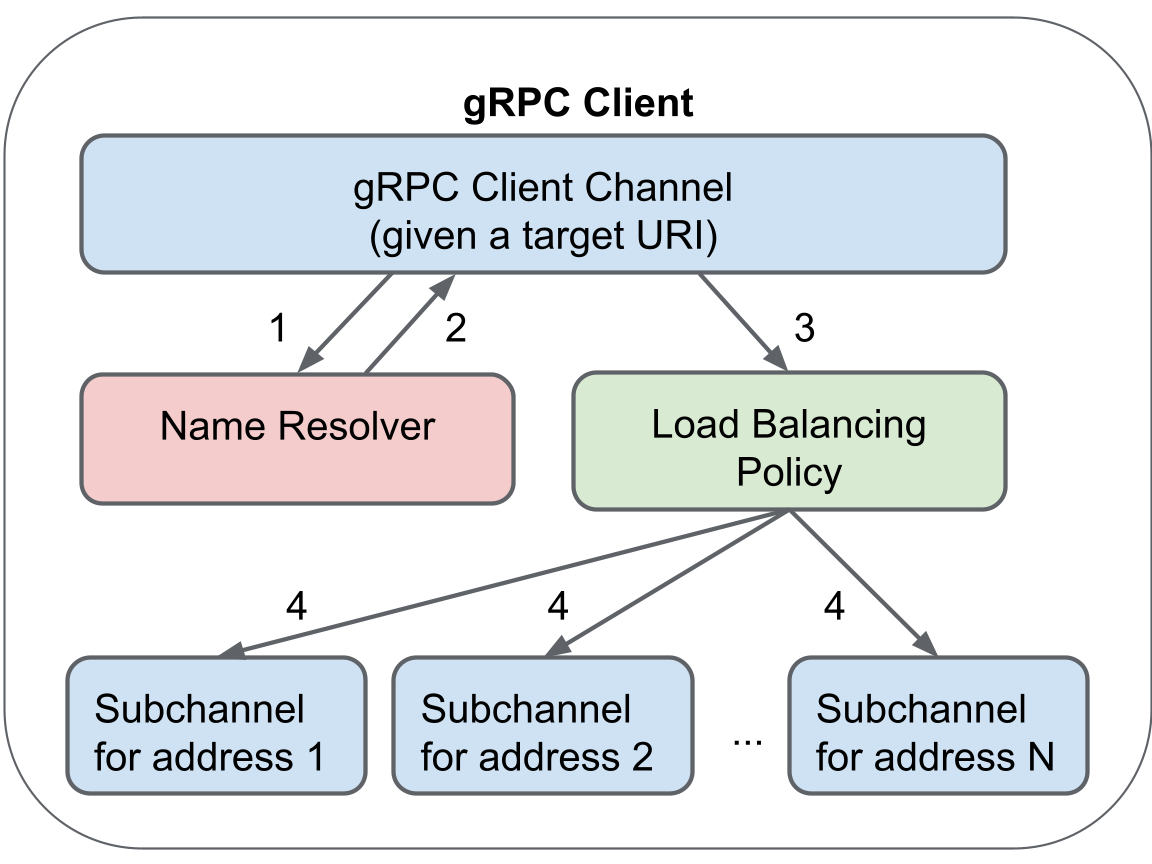 gRPC Client
gRPC Client Channel
(given a target URI)
1
2
3
Name Resolver
Load Balancing
Policy
4
4
4
Subchannel
for address 1
Subchannel
for address 2
...
Subchannel
for address N